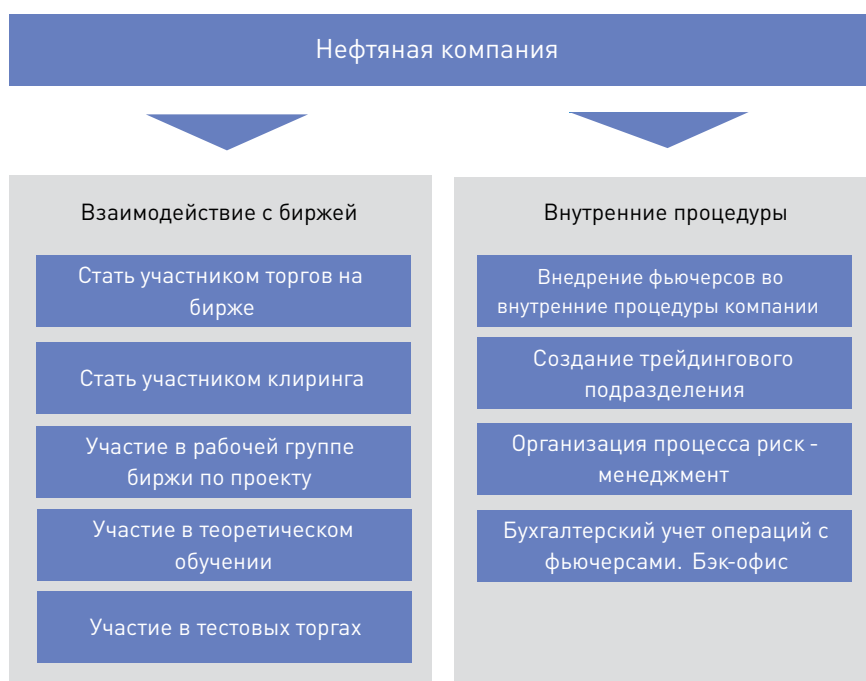 Нефтяная компания
Взаимодействие с биржей
Стать участником торгов на
бирже
Стать участником клиринга
Участие в рабочей группе
биржи по проекту
Участие в теоретическом
обучении
Участие в тестовых торгах
Внутренние процедуры
Внедрение фьючерсов во
внутренние процедуры компании
Создание трейдингового
подразделения
Организация процесса риск -
менеджмент
Бухгалтерский учет операций с
фьючерсами. Бэк-офис